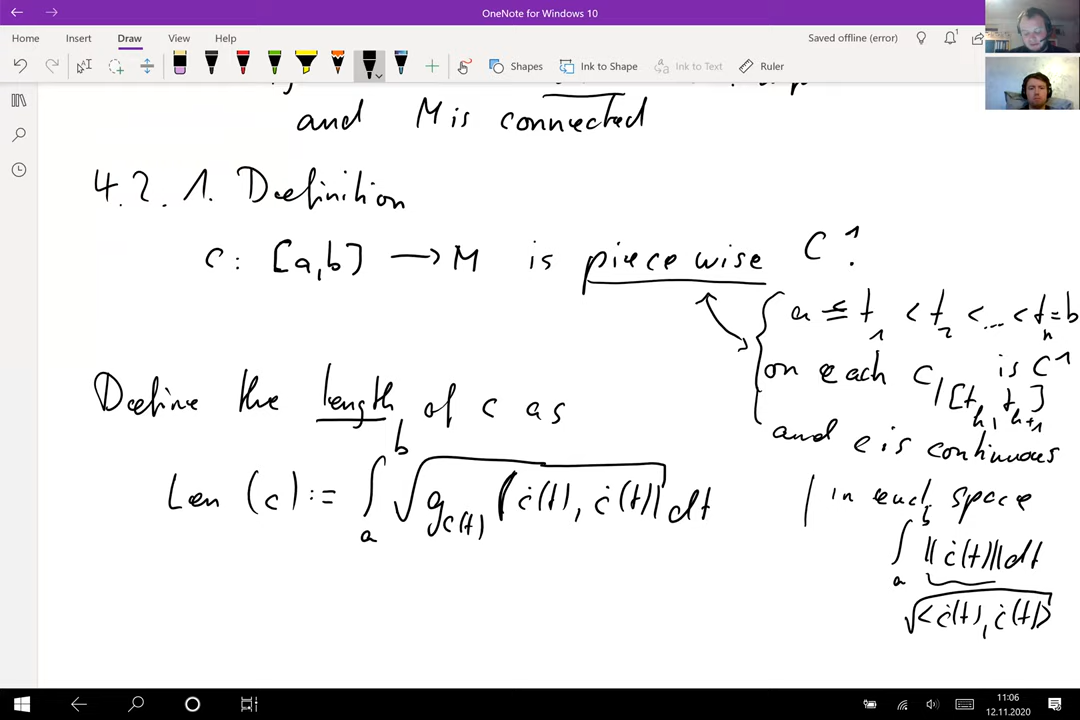 OneNote for Windows 10
Home Insert Draw View Help
Saved offline (error)
Shapes Ink to Shape Ink to Text Ruler
and M is connected
4.2.1. Definition
c: [a,b] → M is piecewise C¹.
a ≤ t₁ < t₂ < ... < tₙ = b
on each c|[tₖ, tₖ₊₁] is C¹
and c is continuous
Define the length of c as
Len (c) := ∫ₐᵇ √(g_c(t) (ċ(t), ċ(t))) dt
in eucl. space
∫ₐᵇ ||ċ(t)|| dt
√<ċ(t), ċ(t)>
11:06
12.11.2020